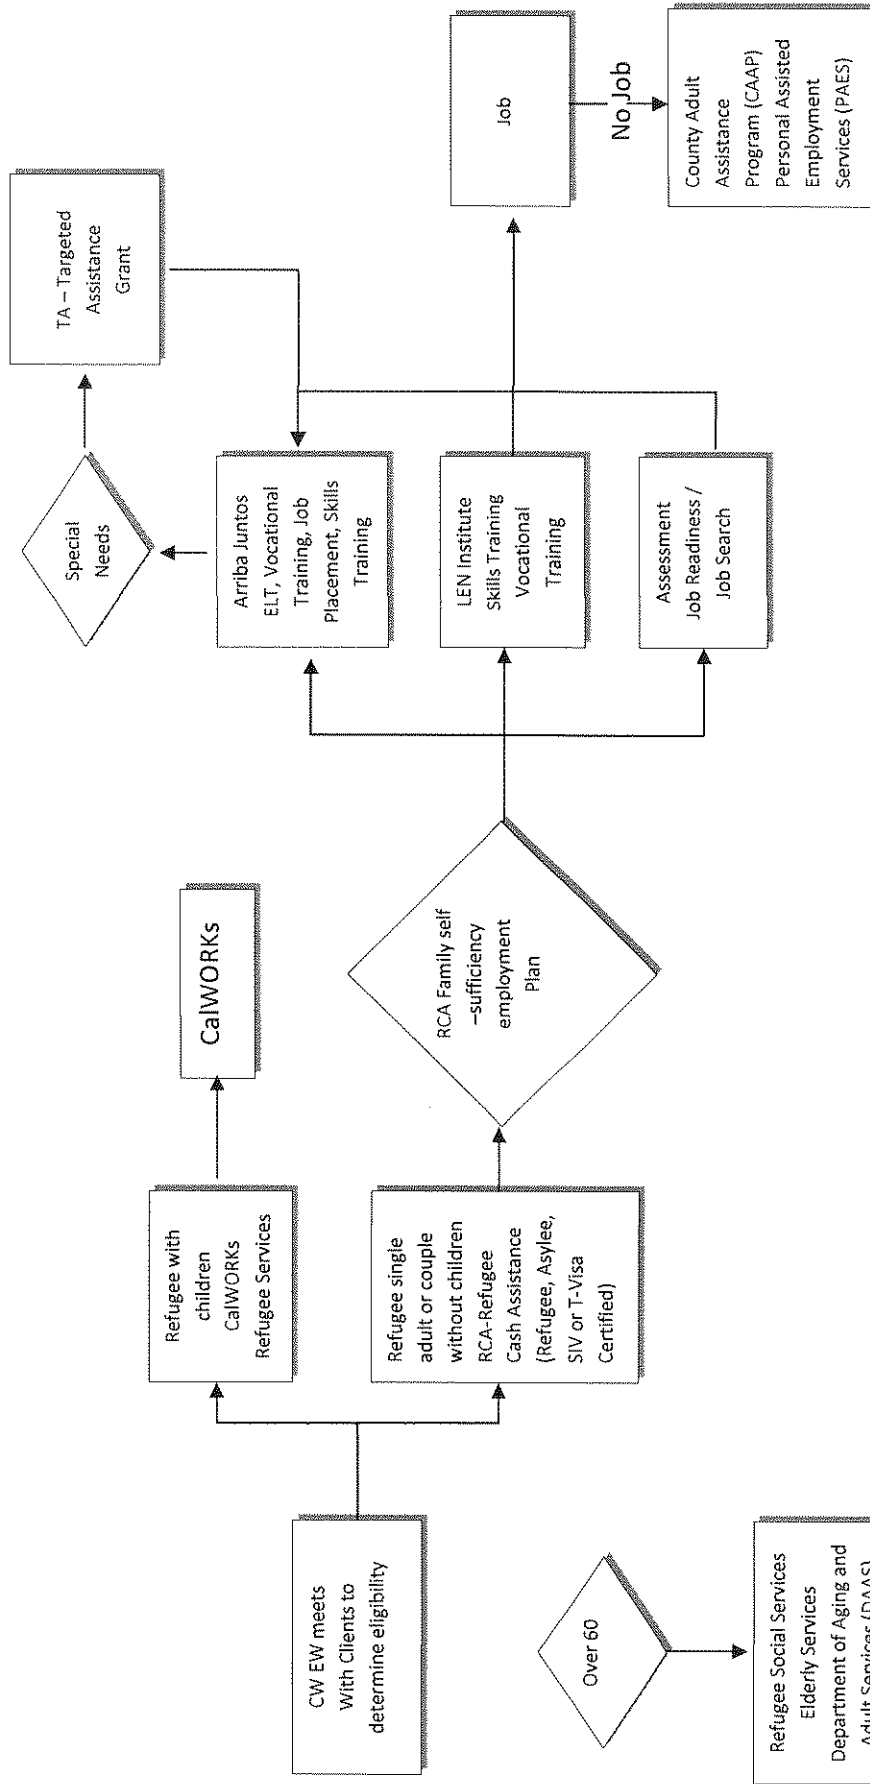 CW EW meets
With Clients to
determine eligibility
Over 60
Refugee Social Services
Elderly Services
Department of Aging and
Adult Services (DAAS)
Refugee with
children
CalWORKs
Refugee Services
CalWORKs
Refugee single
adult or couple
without children
RCA-Refugee
Cash Assistance
(Refugee, Asylee,
SIV or T-Visa
Certified)
RCA Family self
–sufficiency
employment
Plan
Special
Needs
TA – Targeted
Assistance
Grant
Arriba Juntos
ELT, Vocational
Training, Job
Placement, Skills
Training
LEN Institute
Skills Training
Vocational
Training
Assessment
Job Readiness /
Job Search
Job
No Job
County Adult
Assistance
Program (CAAP)
Personal Assisted
Employment
Services (PAES)